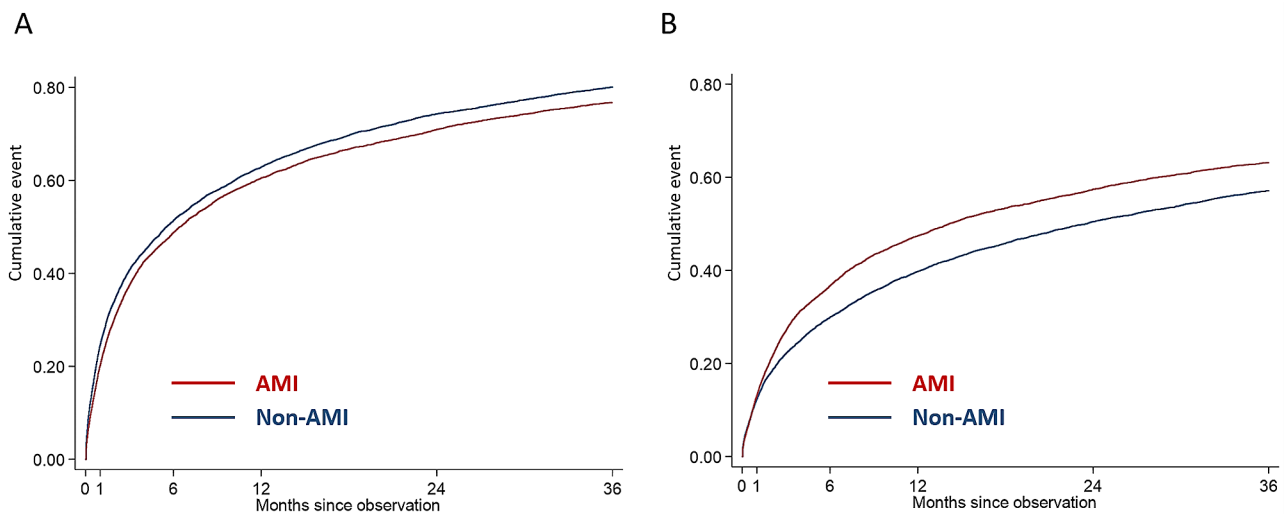 A
0.80
0.60
0.40
0.20
0.00
Cumulative event
AMI
Non-AMI
0 1 6 12 24 36
Months since observation
B
0.80
0.60
0.40
0.20
0.00
Cumulative event
AMI
Non-AMI
0 1 6 12 24 36
Months since observation